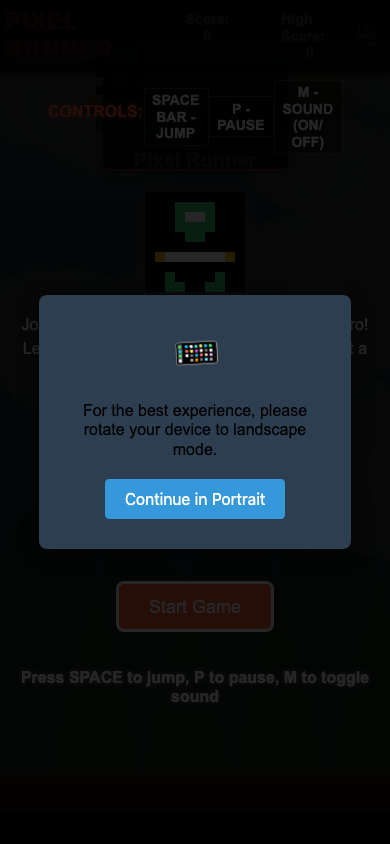 PIXEL
RUNNER
Score:
0
High
Score:
0
CONTROLS:
SPACE
BAR -
JUMP
P -
PAUSE
M -
SOUND
(ON/
OFF)
Pixel Runner
Jo
ro!
Le
t a
For the best experience, please
rotate your device to landscape
mode.
Continue in Portrait
Start Game
Press SPACE to jump, P to pause, M to toggle
sound